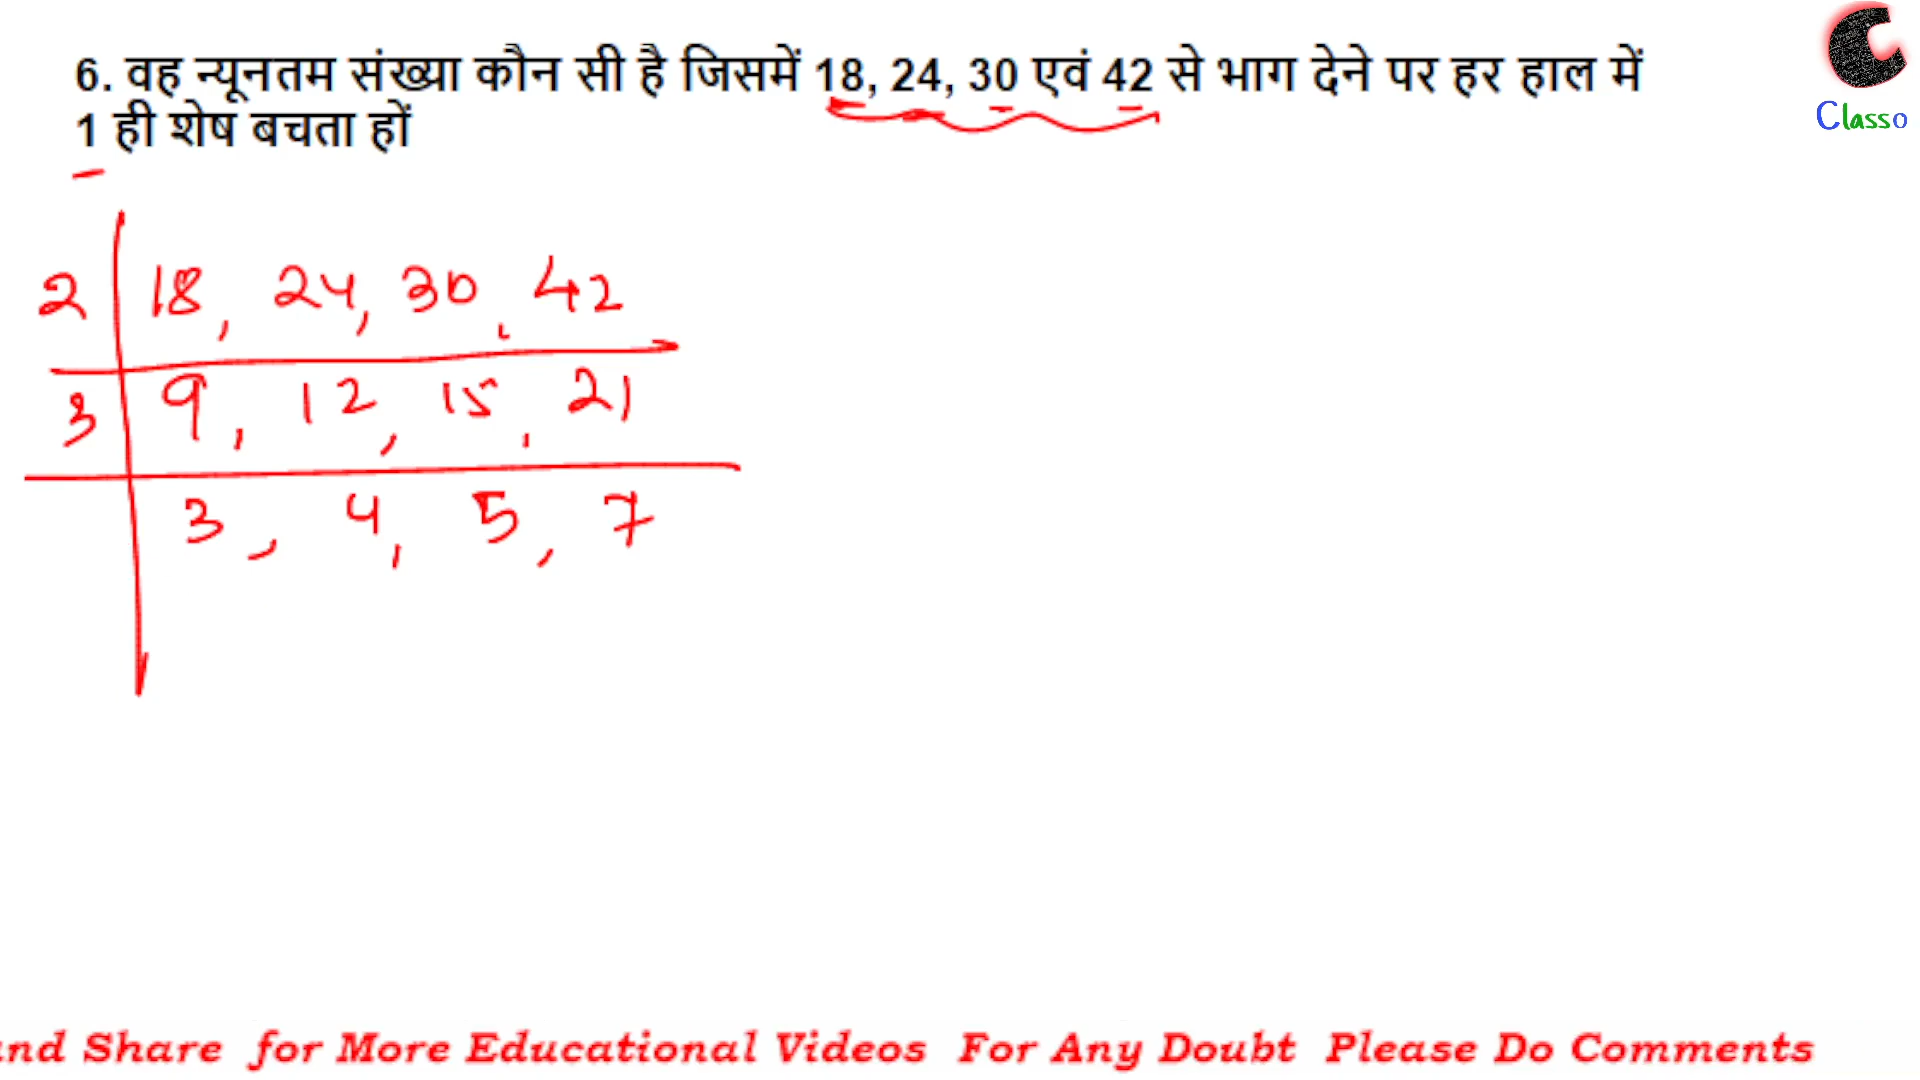 6. वह न्यूनतम संख्या कौन सी है जिसमें 18, 24, 30 एवं 42 से भाग देने पर हर हाल में
1 ही शेष बचता हों
Classo
2 18, 24, 30, 42
3 9, 12, 15, 21
3, 4, 5, 7
and Share for More Educational Videos For Any Doubt Please Do Comments